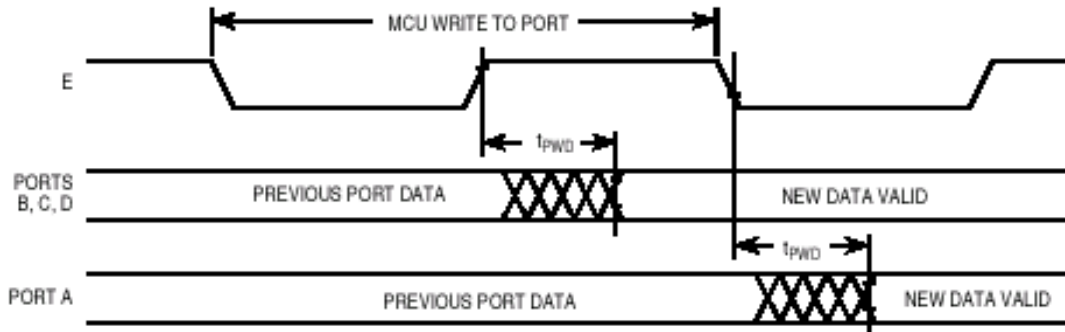 MCU WRITE TO PORT
E
tPWD
PORTS
B, C, D
PREVIOUS PORT DATA
NEW DATA VALID
tPWD
PORT A
PREVIOUS PORT DATA
NEW DATA VALID